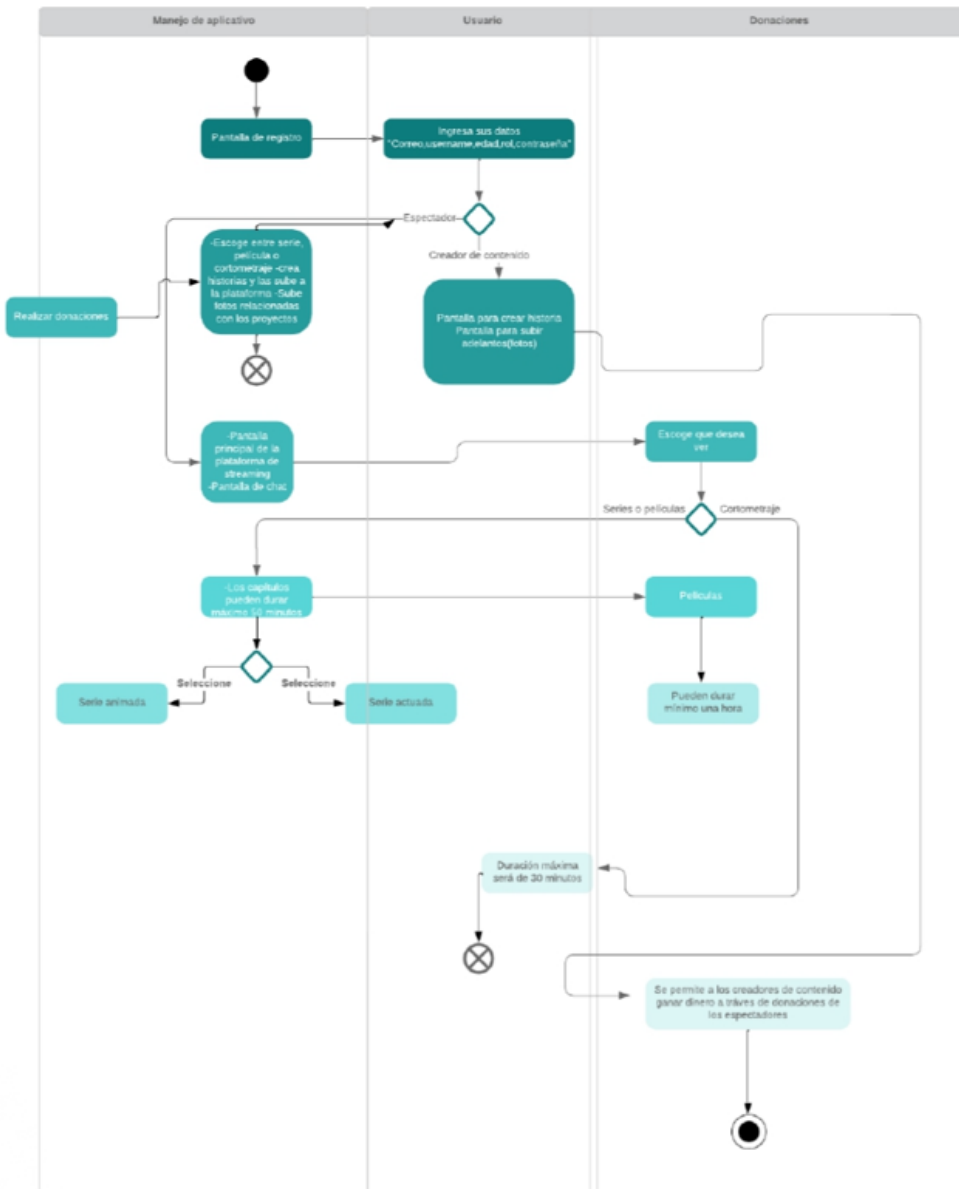 Manejo de aplicativo
Usuario
Donaciones
Pantalla de registro
Ingresa sus datos
"Correo,username,edad,rol,contraseña"
Espectador
Creador de contenido
-Escoge entre serie,
película o
cortometraje -crea
historias y las sube a
la plataforma -Sube
fotos relacionadas
con los proyectos
Realizar donaciones
Pantalla para crear historia
Pantalla para subir
adelantos(fotos)
-Pantalla
principal de la
plataforma de
streaming
-Pantalla de chat
Escoge que desea
ver
Series o películas
Cortometraje
-Los capítulos
pueden durar
máximo 50 minutos
Películas
Seleccione
Seleccione
Serie animada
Serie actuada
Pueden durar
mínimo una hora
Duración máxima
será de 30 minutos
Se permite a los creadores de contenido
ganar dinero a tráves de donaciones de
los espectadores